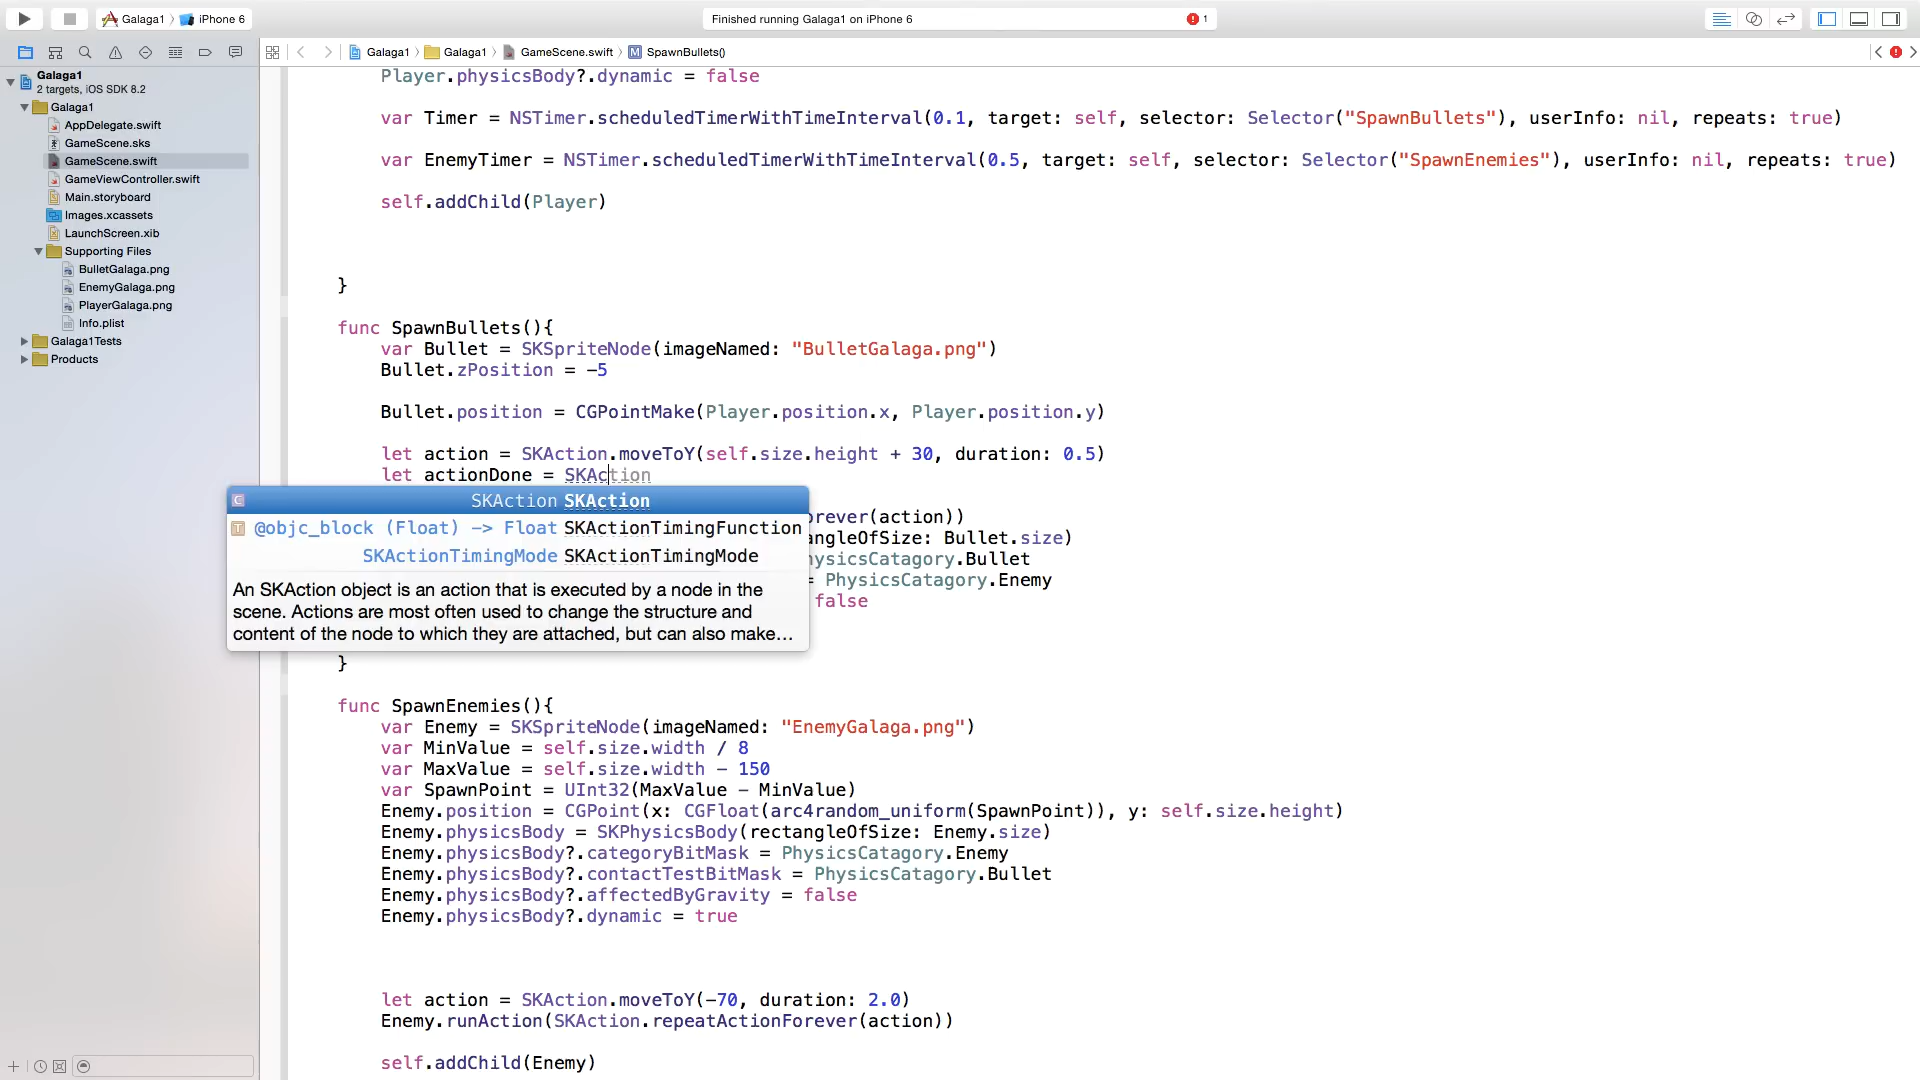 Galaga1 › iPhone 6
Finished running Galaga1 on iPhone 6
1
Galaga1 › Galaga1 › GameScene.swift › M SpawnBullets()
Galaga1
2 targets, iOS SDK 8.2
Galaga1
AppDelegate.swift
GameScene.sks
GameScene.swift
GameViewController.swift
Main.storyboard
Images.xcassets
LaunchScreen.xib
Supporting Files
BulletGalaga.png
EnemyGalaga.png
PlayerGalaga.png
Info.plist
Galaga1Tests
Products
Player.physicsBody?.dynamic = false
var Timer = NSTimer.scheduledTimerWithTimeInterval(0.1, target: self, selector: Selector("SpawnBullets"), userInfo: nil, repeats: true)
var EnemyTimer = NSTimer.scheduledTimerWithTimeInterval(0.5, target: self, selector: Selector("SpawnEnemies"), userInfo: nil, repeats: true)
self.addChild(Player)
}
func SpawnBullets(){
var Bullet = SKSpriteNode(imageNamed: "BulletGalaga.png")
Bullet.zPosition = -5
Bullet.position = CGPointMake(Player.position.x, Player.position.y)
let action = SKAction.moveToY(self.size.height + 30, duration: 0.5)
let actionDone = SKAction
C SKAction SKAction
T @objc_block (Float) -> Float SKActionTimingFunction
SKActionTimingMode SKActionTimingMode
An SKAction object is an action that is executed by a node in the
scene. Actions are most often used to change the structure and
content of the node to which they are attached, but can also make…
orever(action))
angleOfSize: Bullet.size)
hysicsCatagory.Bullet
= PhysicsCatagory.Enemy
false
}
func SpawnEnemies(){
var Enemy = SKSpriteNode(imageNamed: "EnemyGalaga.png")
var MinValue = self.size.width / 8
var MaxValue = self.size.width - 150
var SpawnPoint = UInt32(MaxValue - MinValue)
Enemy.position = CGPoint(x: CGFloat(arc4random_uniform(SpawnPoint)), y: self.size.height)
Enemy.physicsBody = SKPhysicsBody(rectangleOfSize: Enemy.size)
Enemy.physicsBody?.categoryBitMask = PhysicsCatagory.Enemy
Enemy.physicsBody?.contactTestBitMask = PhysicsCatagory.Bullet
Enemy.physicsBody?.affectedByGravity = false
Enemy.physicsBody?.dynamic = true
let action = SKAction.moveToY(-70, duration: 2.0)
Enemy.runAction(SKAction.repeatActionForever(action))
self.addChild(Enemy)